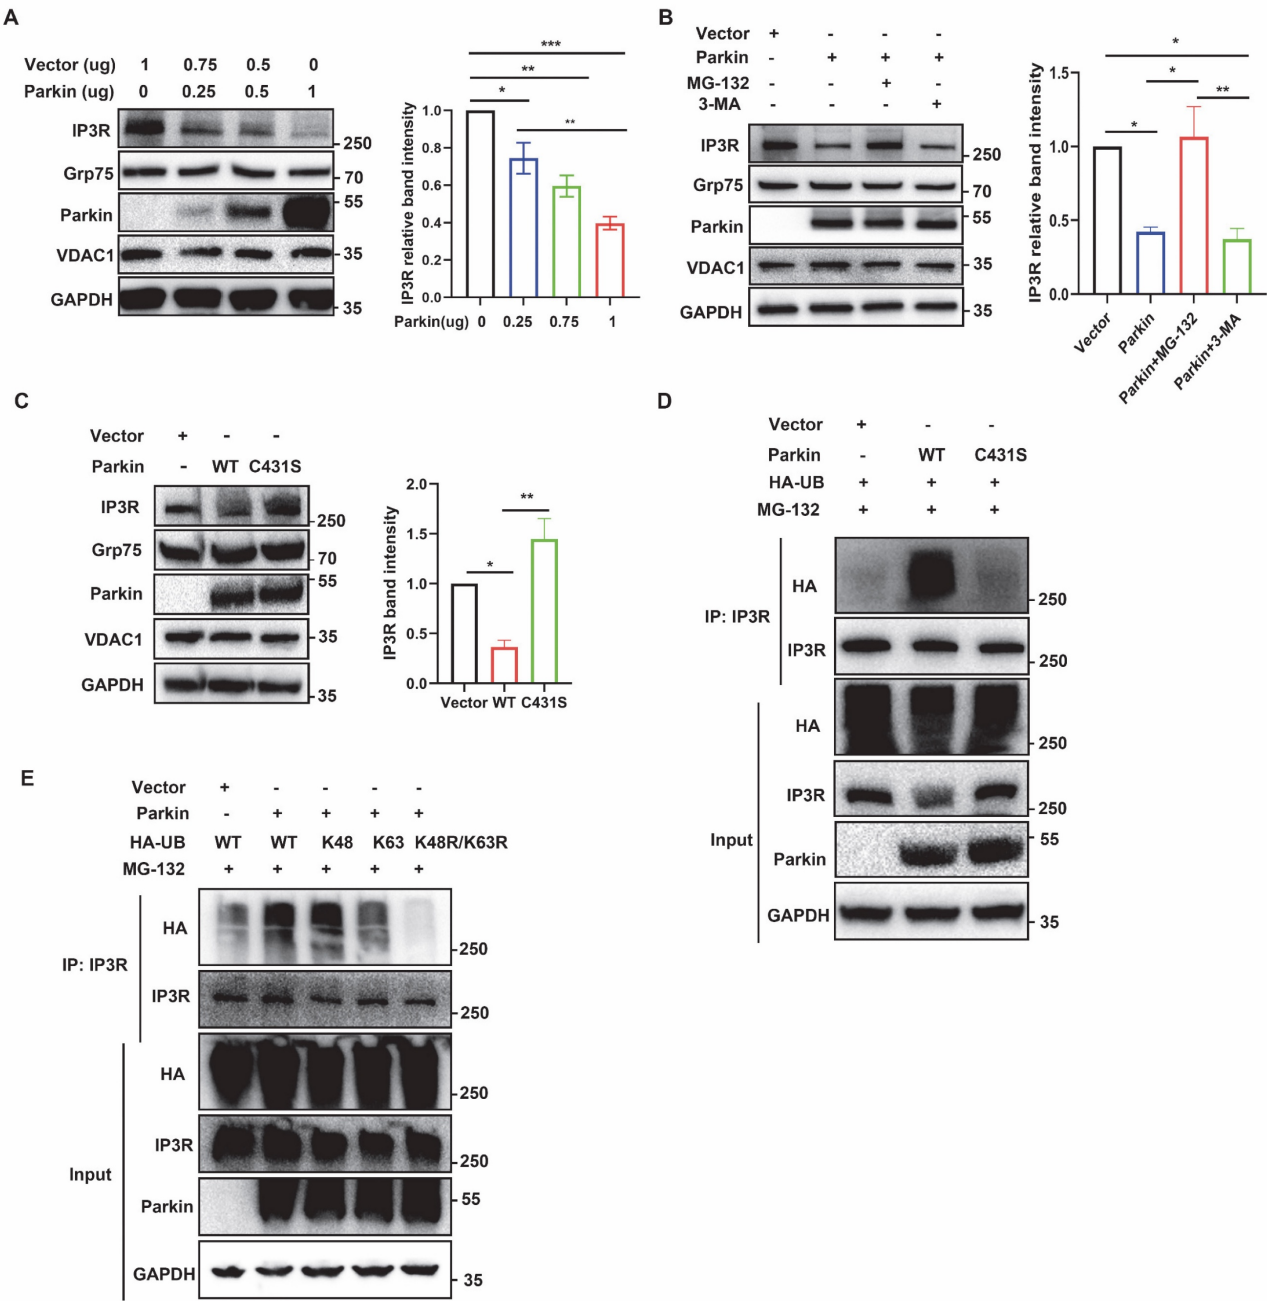 A
Vector (ug) 1 0.75 0.5 0
Parkin (ug) 0 0.25 0.5 1
IP3R
250
Grp75
70
Parkin
55
VDAC1
35
GAPDH
35
***
**
*
**
IP3R relative band intensity
1.0
0.8
0.6
0.4
0.2
0.0
Parkin(ug) 0 0.25 0.75 1
B
Vector + - - -
Parkin - + + +
MG-132 - - + -
3-MA - - - +
IP3R
250
Grp75
70
Parkin
55
VDAC1
35
GAPDH
35
*
*
**
*
IP3R relative band intensity
1.5
1.0
0.5
0.0
Vector
Parkin
Parkin+MG-132
Parkin+3-MA
C
Vector + - -
Parkin - WT C431S
IP3R
250
Grp75
70
Parkin
55
VDAC1
35
GAPDH
35
**
*
IP3R band intensity
2.0
1.5
1.0
0.5
0.0
Vector WT C431S
D
Vector + - -
Parkin - WT C431S
HA-UB + + +
MG-132 + + +
IP: IP3R
HA
250
IP3R
250
Input
HA
250
IP3R
250
Parkin
55
GAPDH
35
E
Vector + - - - -
Parkin - + + + +
HA-UB WT WT K48 K63 K48R/K63R
MG-132 + + + + +
IP: IP3R
HA
250
IP3R
250
Input
HA
250
IP3R
250
Parkin
55
GAPDH
35